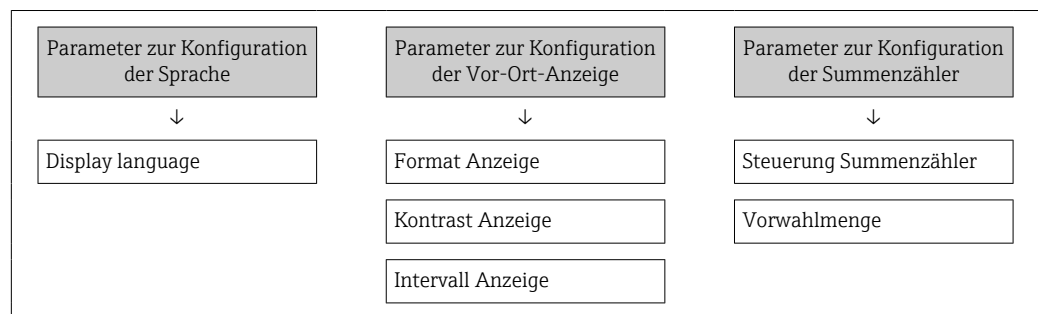 Parameter zur Konfiguration
der Sprache
↓
Display language
Parameter zur Konfiguration
der Vor-Ort-Anzeige
↓
Format Anzeige
Kontrast Anzeige
Intervall Anzeige
Parameter zur Konfiguration
der Summenzähler
↓
Steuerung Summenzähler
Vorwahlmenge